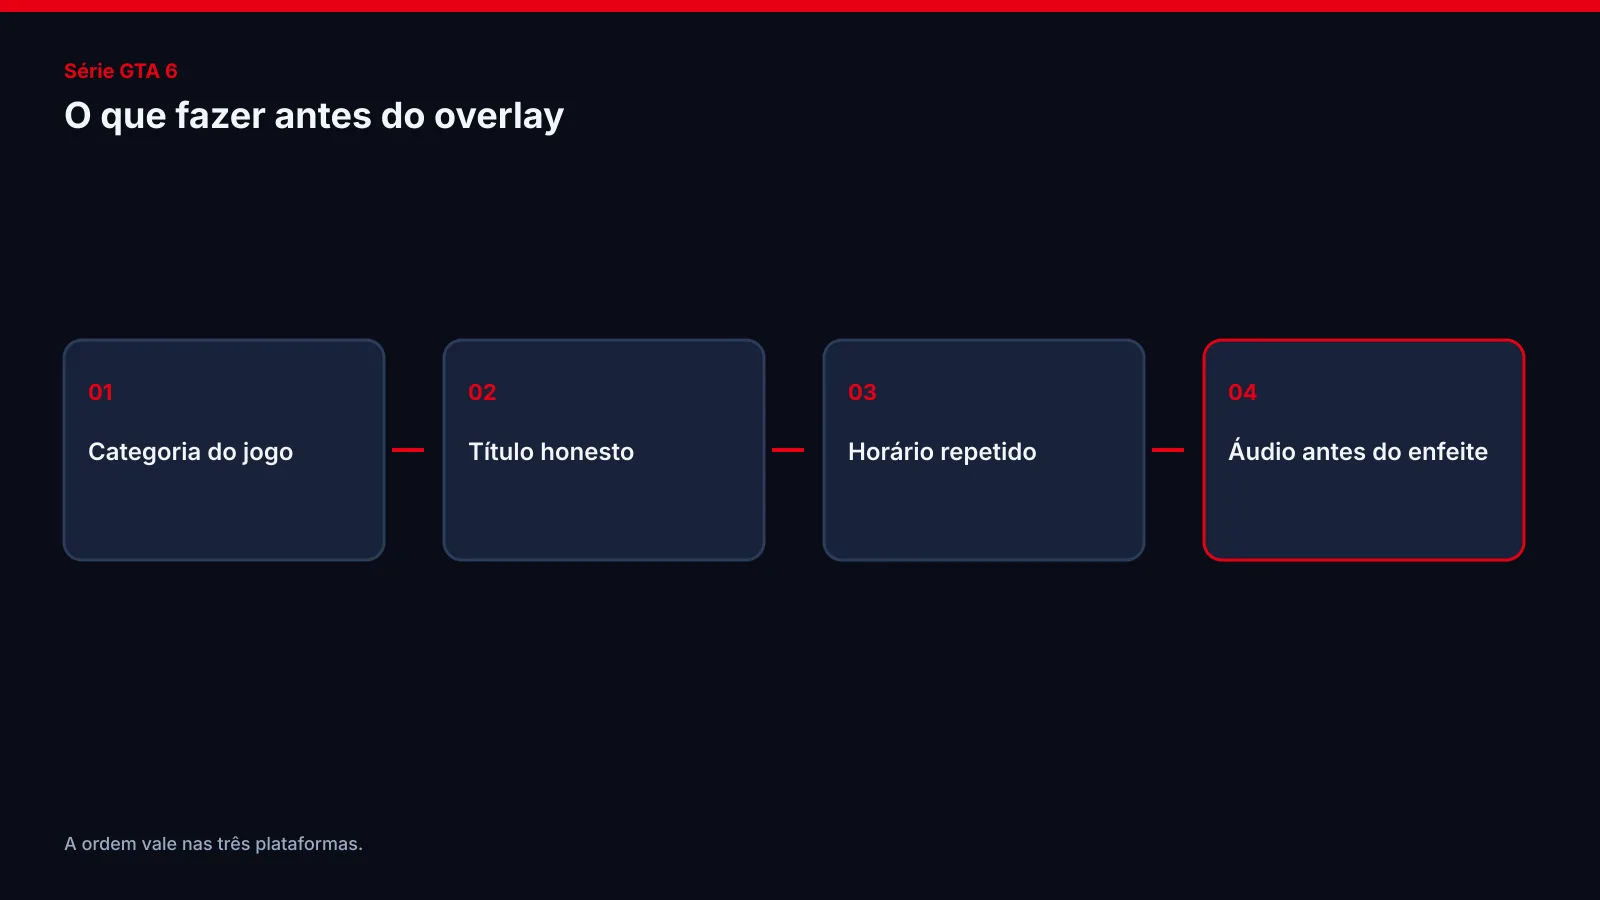 Série GTA 6
O que fazer antes do overlay
01
Categoria do jogo
02
Título honesto
03
Horário repetido
04
Áudio antes do enfeite
A ordem vale nas três plataformas.